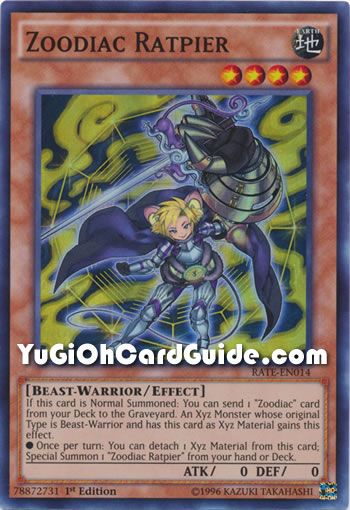 ZOODIAC RATPIER
EARTH
地
YuGiOhCardGuide.com
RATE-EN014
[BEAST-WARRIOR/EFFECT]
If this card is Normal Summoned: You can send 1 "Zoodiac"
card from your Deck to the Graveyard. An Xyz Monster whose original
Type is Beast-Warrior and has this card as Xyz Material gains this
effect.
● Once per turn: You can detach 1 Xyz Material from this card;
Special Summon 1 "Zoodiac Ratpier" from your hand or Deck.
ATK/ 0 DEF/ 0
78872731 1st Edition ©1996 KAZUKI TAKAHASHI